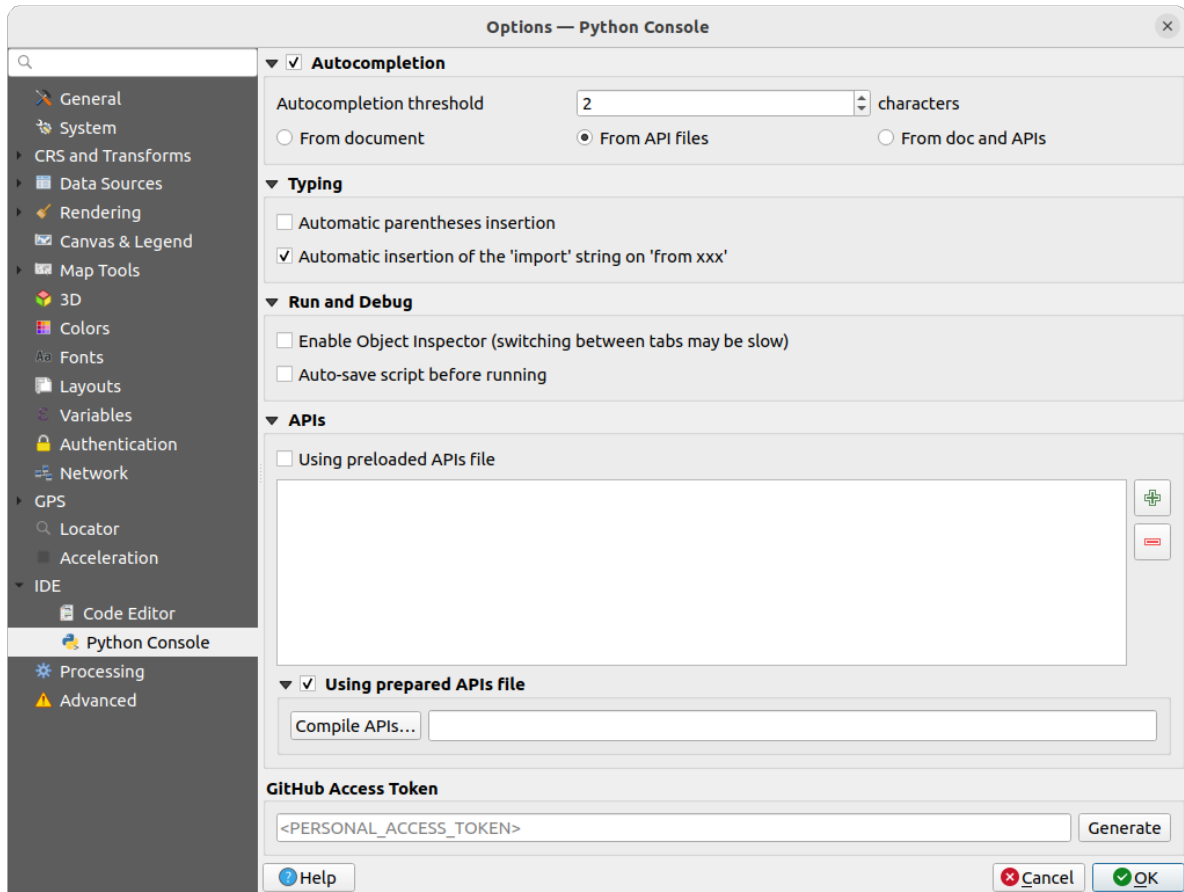 Options — Python Console
Autocompletion
General
Autocompletion threshold 2 characters
System
From document From API files From doc and APIs
CRS and Transforms
Data Sources
Typing
Rendering
Automatic parentheses insertion
Canvas & Legend
Automatic insertion of the 'import' string on 'from xxx'
Map Tools
3D
Run and Debug
Colors
Enable Object Inspector (switching between tabs may be slow)
Aa Fonts
Auto-save script before running
Layouts
Variables
APIs
Authentication
Using preloaded APIs file
Network
GPS
Locator
Acceleration
IDE
Code Editor
Python Console
Processing
Using prepared APIs file
Advanced
Compile APIs...
GitHub Access Token
<PERSONAL_ACCESS_TOKEN> Generate
Help Cancel OK